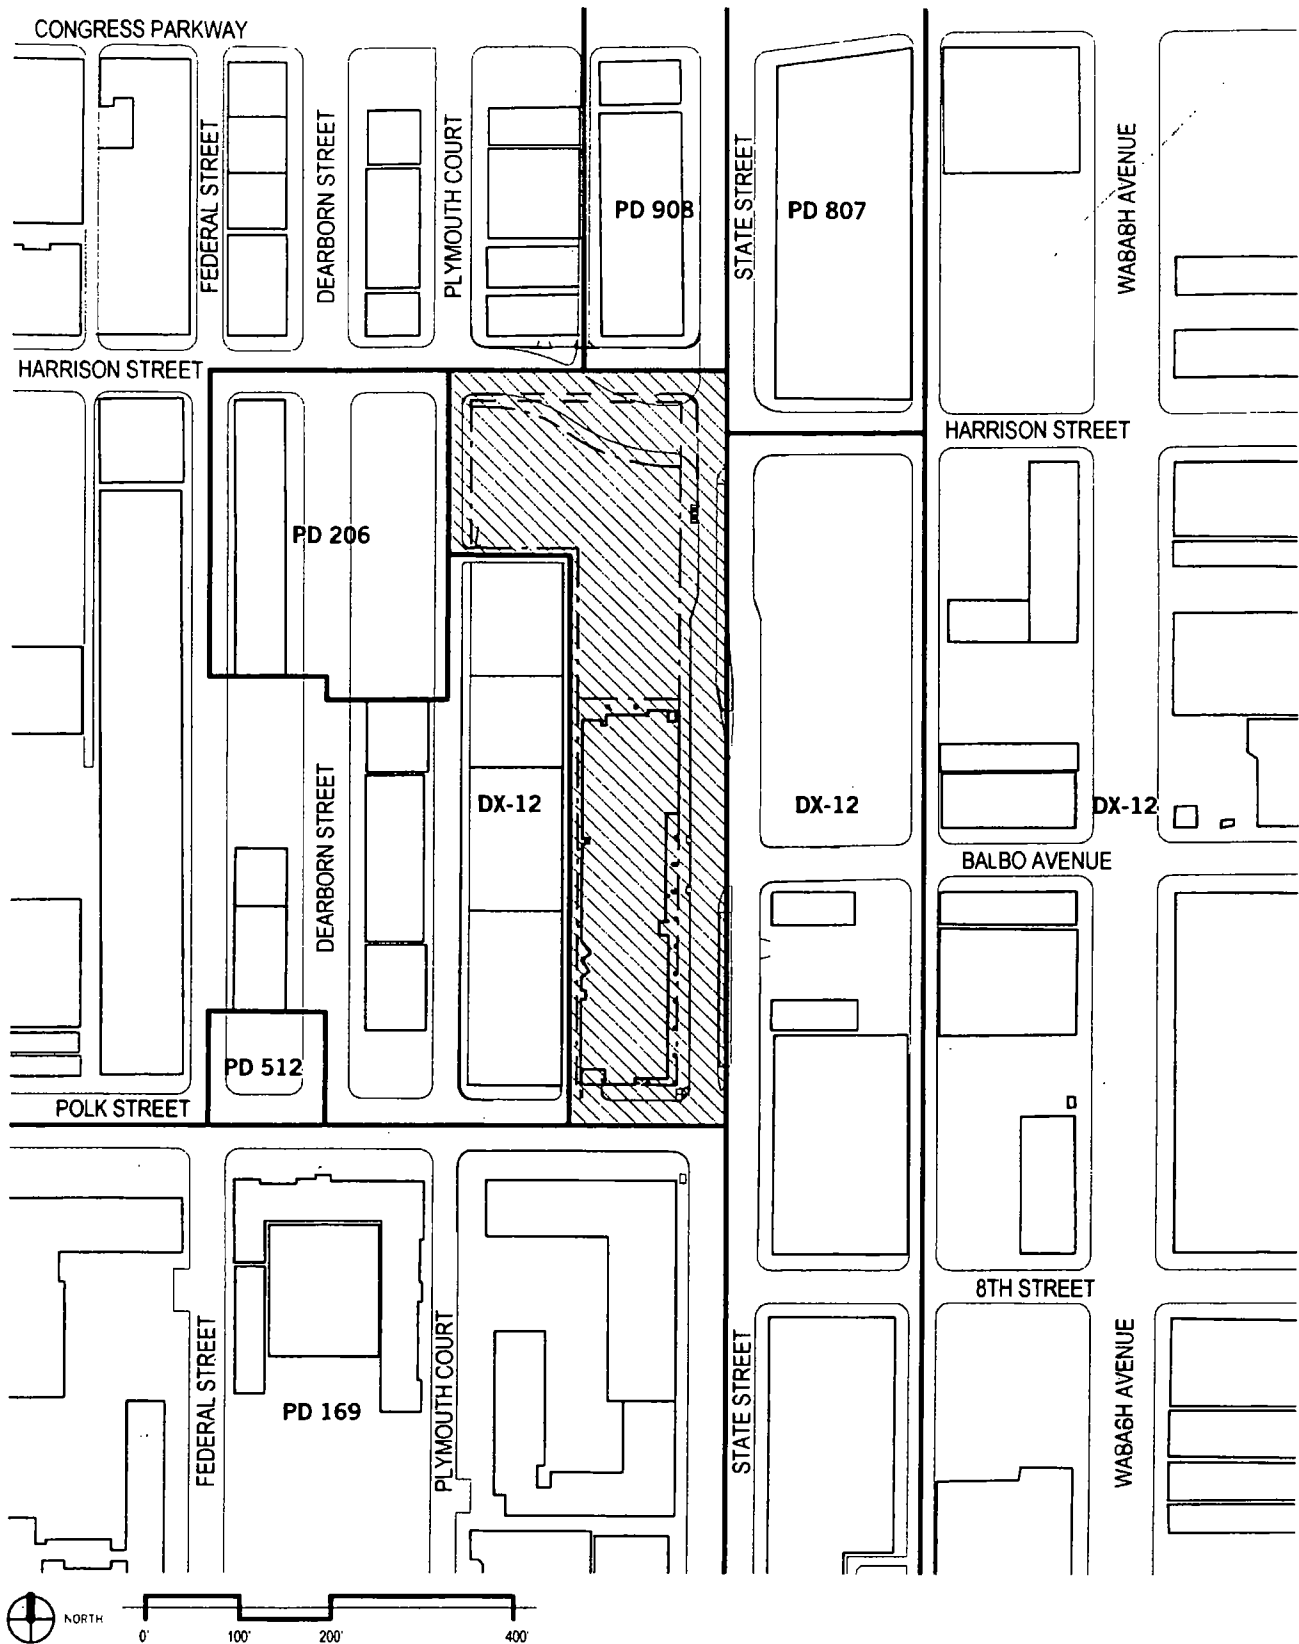 CONGRESS PARKWAY
FEDERAL STREET
DEARBORN STREET
PLYMOUTH COURT
PD 908
STATE STREET
PD 807
WABASH AVENUE
HARRISON STREET
HARRISON STREET
PD 206
DEARBORN STREET
DX-12
DX-12
DX-12
BALBO AVENUE
PD 512
POLK STREET
8TH STREET
FEDERAL STREET
PD 169
PLYMOUTH COURT
STATE STREET
WABASH AVENUE
NORTH
0' 100' 200' 400'